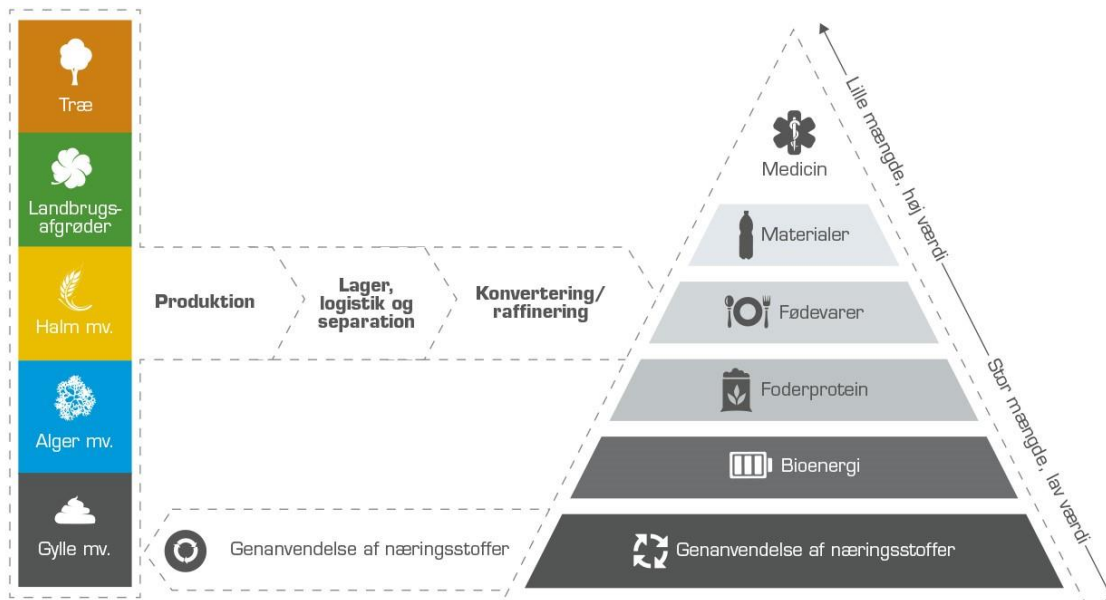 Træ
Landbrugs-
afgrøder
Halm mv.
Alger mv.
Gylle mv.
Produktion
Lager,
logistik og
separation
Konvertering/
raffinering
Genanvendelse af næringsstoffer
Medicin
Materialer
Fødevarer
Foderprotein
Bioenergi
Genanvendelse af næringsstoffer
Lille mængde, høj værdi
Stor mængde, lav værdi